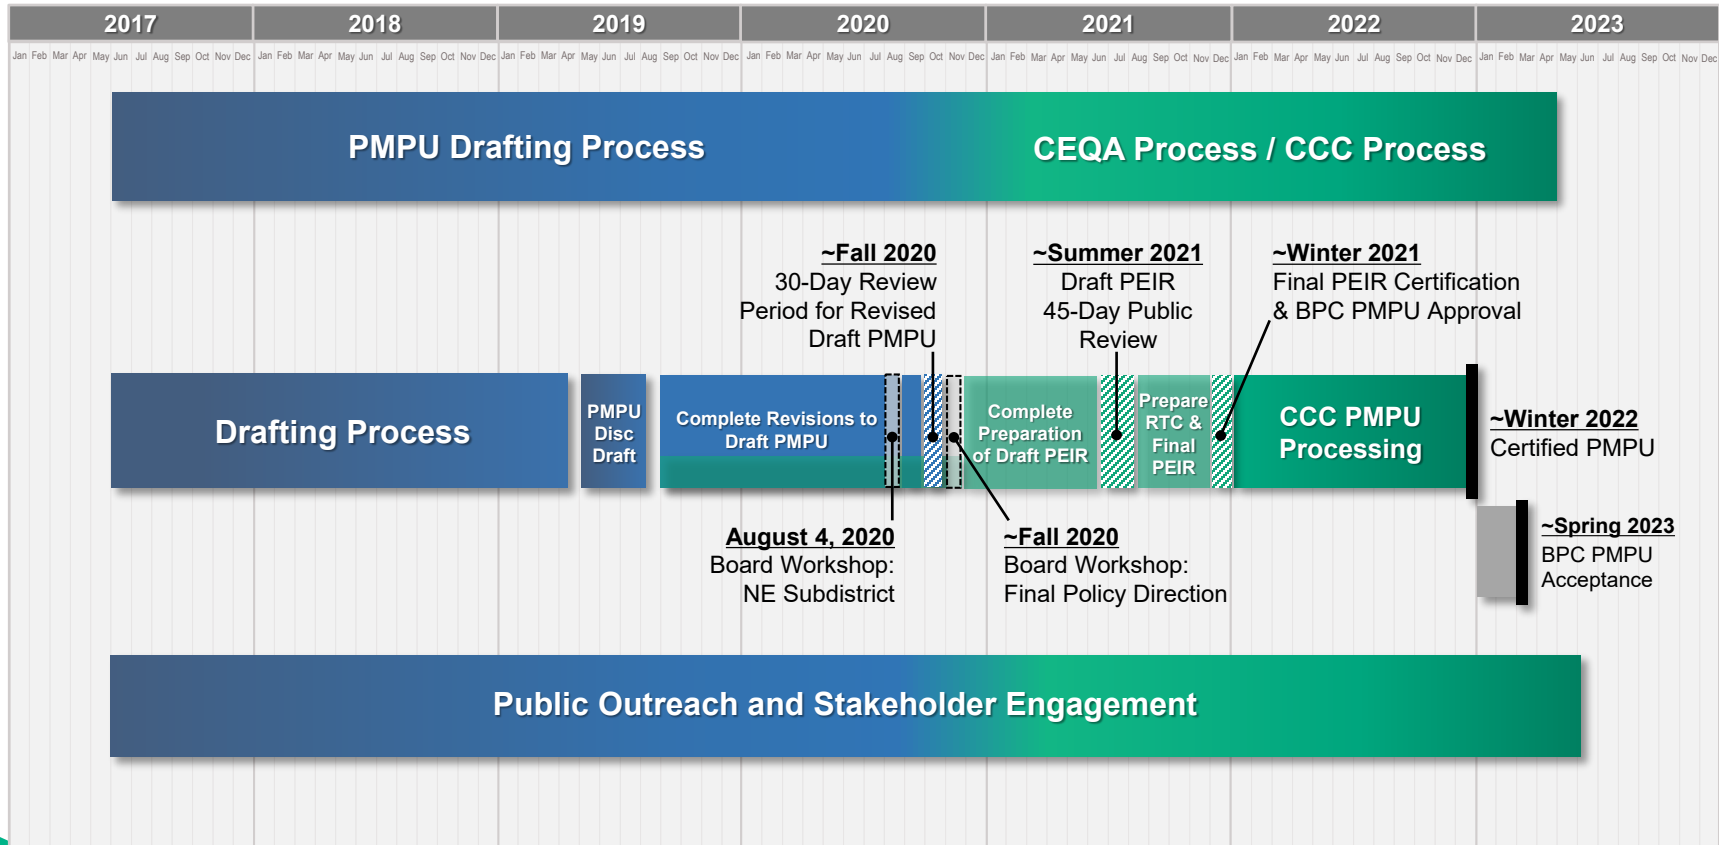 2017 2018 2019 2020 2021 2022 2023
Jan Feb Mar Apr May Jun Jul Aug Sep Oct Nov Dec Jan Feb Mar Apr May Jun Jul Aug Sep Oct Nov Dec Jan Feb Mar Apr May Jun Jul Aug Sep Oct Nov Dec Jan Feb Mar Apr May Jun Jul Aug Sep Oct Nov Dec Jan Feb Mar Apr May Jun Jul Aug Sep Oct Nov Dec Jan Feb Mar Apr May Jun Jul Aug Sep Oct Nov Dec Jan Feb Mar Apr May Jun Jul Aug Sep Oct Nov Dec
PMPU Drafting Process
CEQA Process / CCC Process
~Fall 2020
30-Day Review
Period for Revised
Draft PMPU
~Summer 2021
Draft PEIR
45-Day Public
Review
~Winter 2021
Final PEIR Certification
& BPC PMPU Approval
Drafting Process
PMPU
Disc
Draft
Complete Revisions to
Draft PMPU
Complete
Preparation
of Draft PEIR
Prepare
RTC &
Final
PEIR
CCC PMPU
Processing
~Winter 2022
Certified PMPU
August 4, 2020
Board Workshop:
NE Subdistrict
~Fall 2020
Board Workshop:
Final Policy Direction
~Spring 2023
BPC PMPU
Acceptance
Public Outreach and Stakeholder Engagement